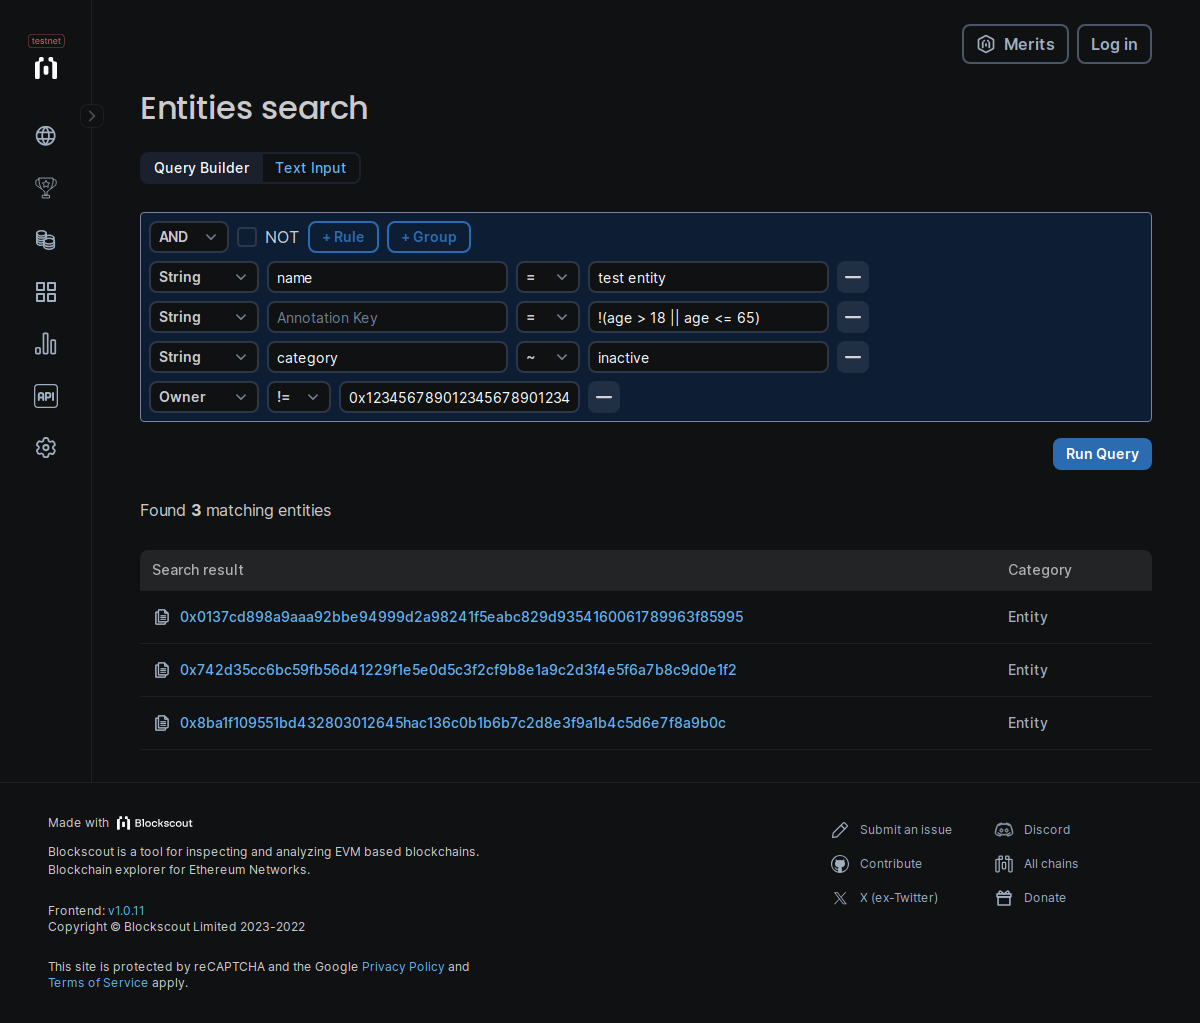 testnet
Merits
Log in
Entities search
Query Builder
Text Input
AND
NOT
+ Rule
+ Group
String
name
=
test entity
String
Annotation Key
=
!(age > 18 || age <= 65)
String
category
~
inactive
Owner
!=
0x123456789012345678901234
Run Query
Found 3 matching entities
Search result
Category
0x0137cd898a9aaa92bbe94999d2a98241f5eabc829d9354160061789963f85995
Entity
0x742d35cc6bc59fb56d41229f1e5e0d5c3f2cf9b8e1a9c2d3f4e5f6a7b8c9d0e1f2
Entity
0x8ba1f109551bd432803012645hac136c0b1b6b7c2d8e3f9a1b4c5d6e7f8a9b0c
Entity
API
Made with Blockscout
Blockscout is a tool for inspecting and analyzing EVM based blockchains.
Blockchain explorer for Ethereum Networks.
Frontend: v1.0.11
Copyright © Blockscout Limited 2023-2022
This site is protected by reCAPTCHA and the Google Privacy Policy and
Terms of Service apply.
Submit an issue
Discord
Contribute
All chains
X (ex-Twitter)
Donate